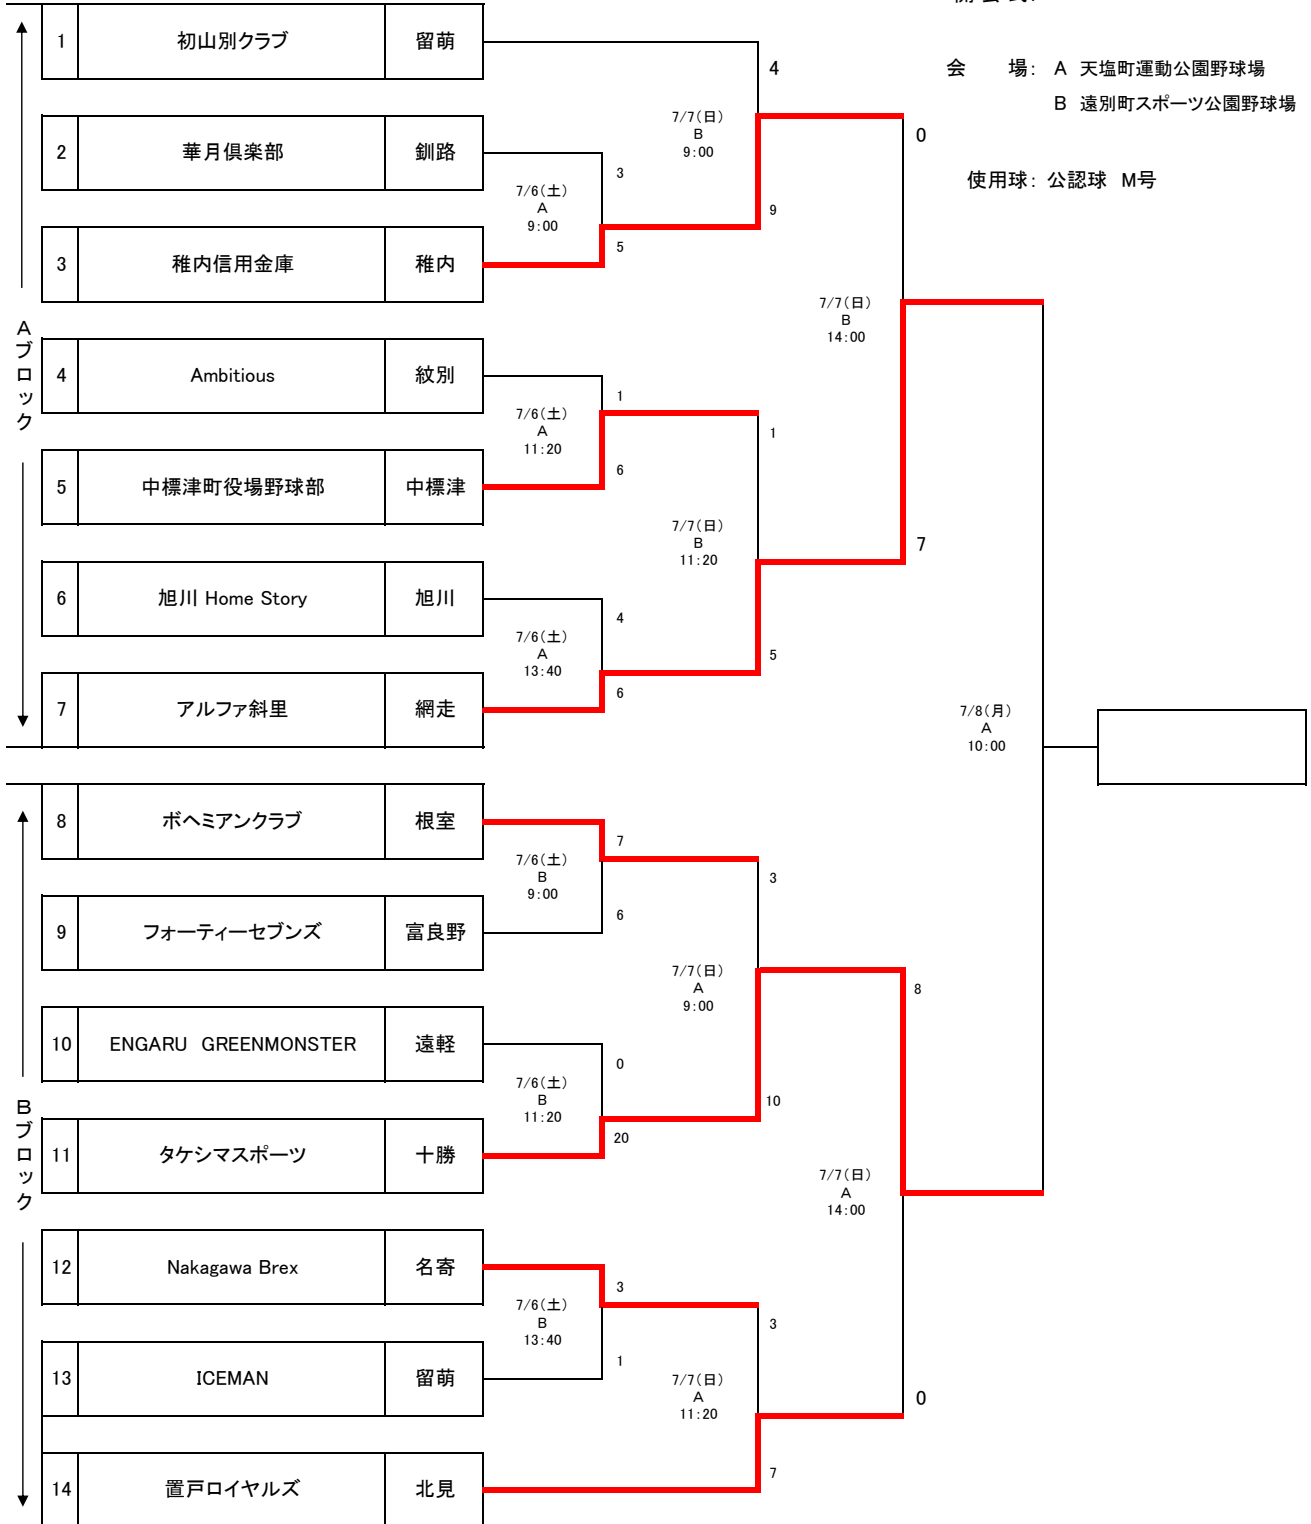 会　　場：　A　天塩町運動公園野球場
B　遠別町スポーツ公園野球場
使用球：　公認球　M号
Aブロック
1 初山別クラブ 留萌
2 華月倶楽部 釧路
3 稚内信用金庫 稚内
4 Ambitious 紋別
5 中標津町役場野球部 中標津
6 旭川 Home Story 旭川
7 アルファ斜里 網走
Bブロック
8 ボヘミアンクラブ 根室
9 フォーティーセブンズ 富良野
10 ENGARU　GREENMONSTER 遠軽
11 タケシマスポーツ 十勝
12 Nakagawa Brex 名寄
13 ICEMAN 留萌
14 置戸ロイヤルズ 北見
7/6(土)
A
9:00
3
5
7/6(土)
A
11:20
1
6
7/6(土)
A
13:40
4
6
7/6(土)
B
9:00
7
6
7/6(土)
B
11:20
0
20
7/6(土)
B
13:40
3
1
7/7(日)
B
9:00
4
9
7/7(日)
B
11:20
1
5
7/7(日)
A
9:00
3
10
7/7(日)
A
11:20
3
7
7/7(日)
B
14:00
0
7
7/7(日)
A
14:00
8
0
7/8(月)
A
10:00